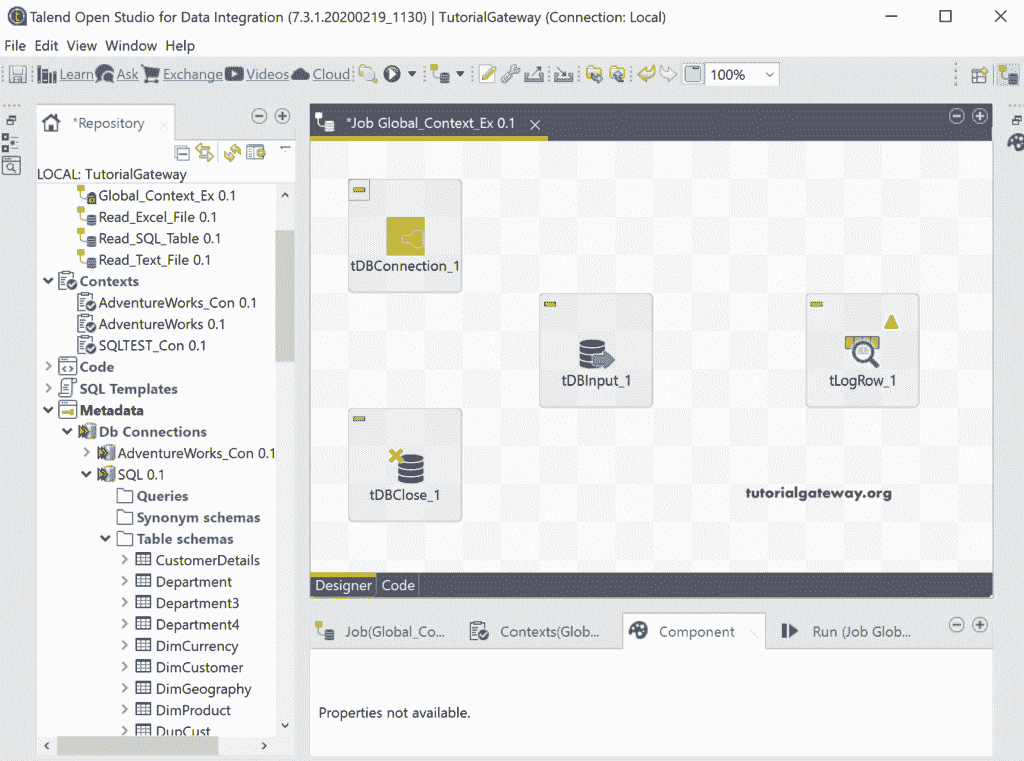 Talend Open Studio for Data Integration (7.3.1.20200219_1130) | TutorialGateway (Connection: Local)
File Edit View Window Help
Learn Ask Exchange Videos Cloud 100%
*Repository
*Job Global_Context_Ex 0.1
LOCAL: TutorialGateway
Global_Context_Ex 0.1
Read_Excel_File 0.1
Read_SQL_Table 0.1
Read_Text_File 0.1
Contexts
AdventureWorks_Con 0.1
AdventureWorks 0.1
SQLTEST_Con 0.1
Code
SQL Templates
Metadata
Db Connections
AdventureWorks_Con 0.1
SQL 0.1
Queries
Synonym schemas
Table schemas
CustomerDetails
Department
Department3
Department4
DimCurrency
DimCustomer
DimGeography
DimProduct
DupCust
tDBConnection_1
tDBInput_1
tLogRow_1
tDBClose_1
tutorialgateway.org
Designer Code
Job(Global_Co... Contexts(Glob... Component Run (Job Glob...
Properties not available.